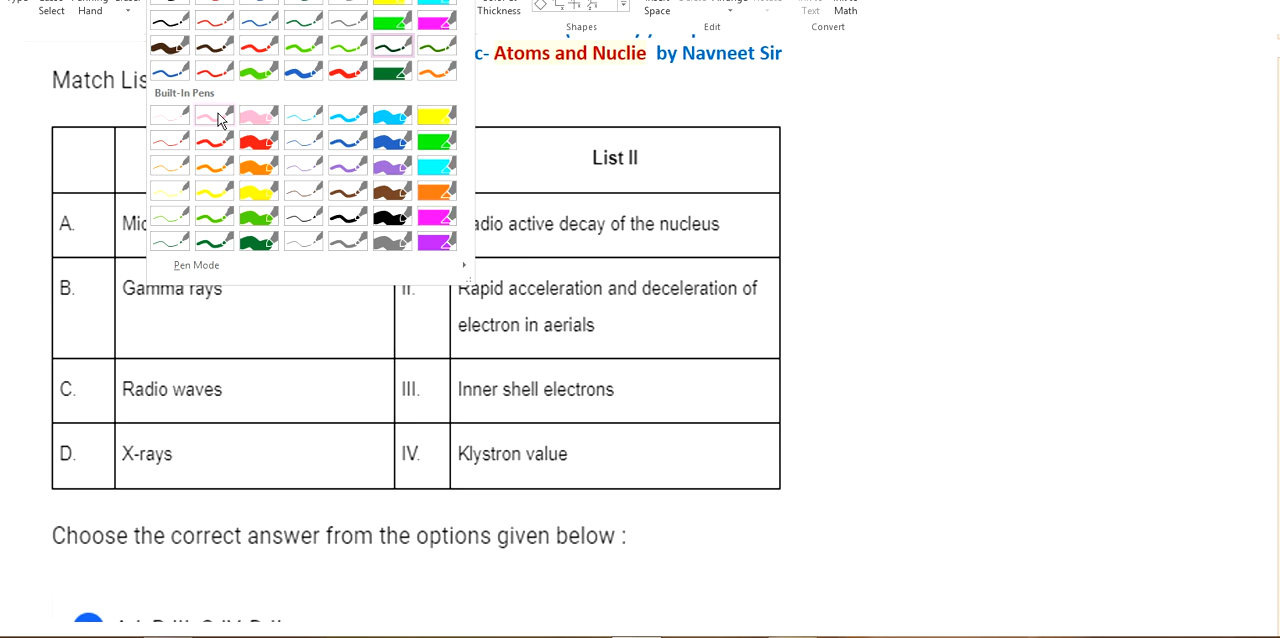 Select
Hand
Thickness
Shapes
Space
Edit
Text
Math
Convert
c- Atoms and Nuclie by Navneet Sir
Match Lis
Built-In Pens
List II
A. Mic adio active decay of the nucleus
Pen Mode
B. Gamma rays II. Rapid acceleration and deceleration of
electron in aerials
C. Radio waves III. Inner shell electrons
D. X-rays IV. Klystron value
Choose the correct answer from the options given below :